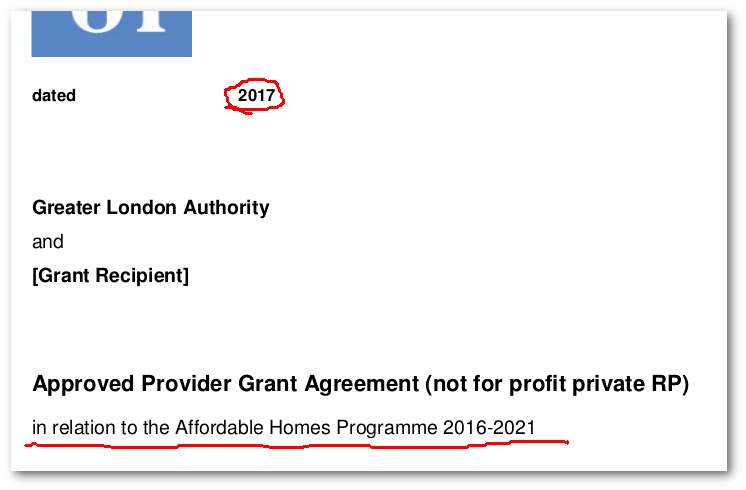 dated 2017
Greater London Authority
and
[Grant Recipient]
Approved Provider Grant Agreement (not for profit private RP)
in relation to the Affordable Homes Programme 2016-2021